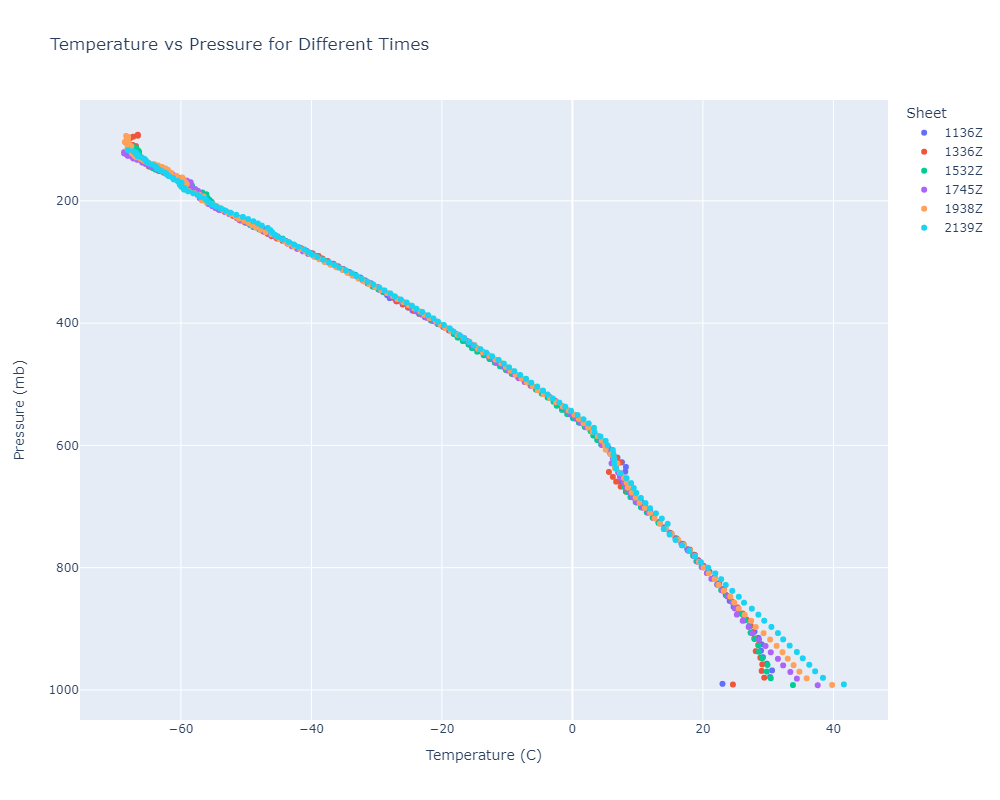 Temperature vs Pressure for Different Times
Sheet
1136Z
1336Z
1532Z
1745Z
1938Z
2139Z
200
400
600
800
1000
Pressure (mb)
−60
−40
−20
0
20
40
Temperature (C)